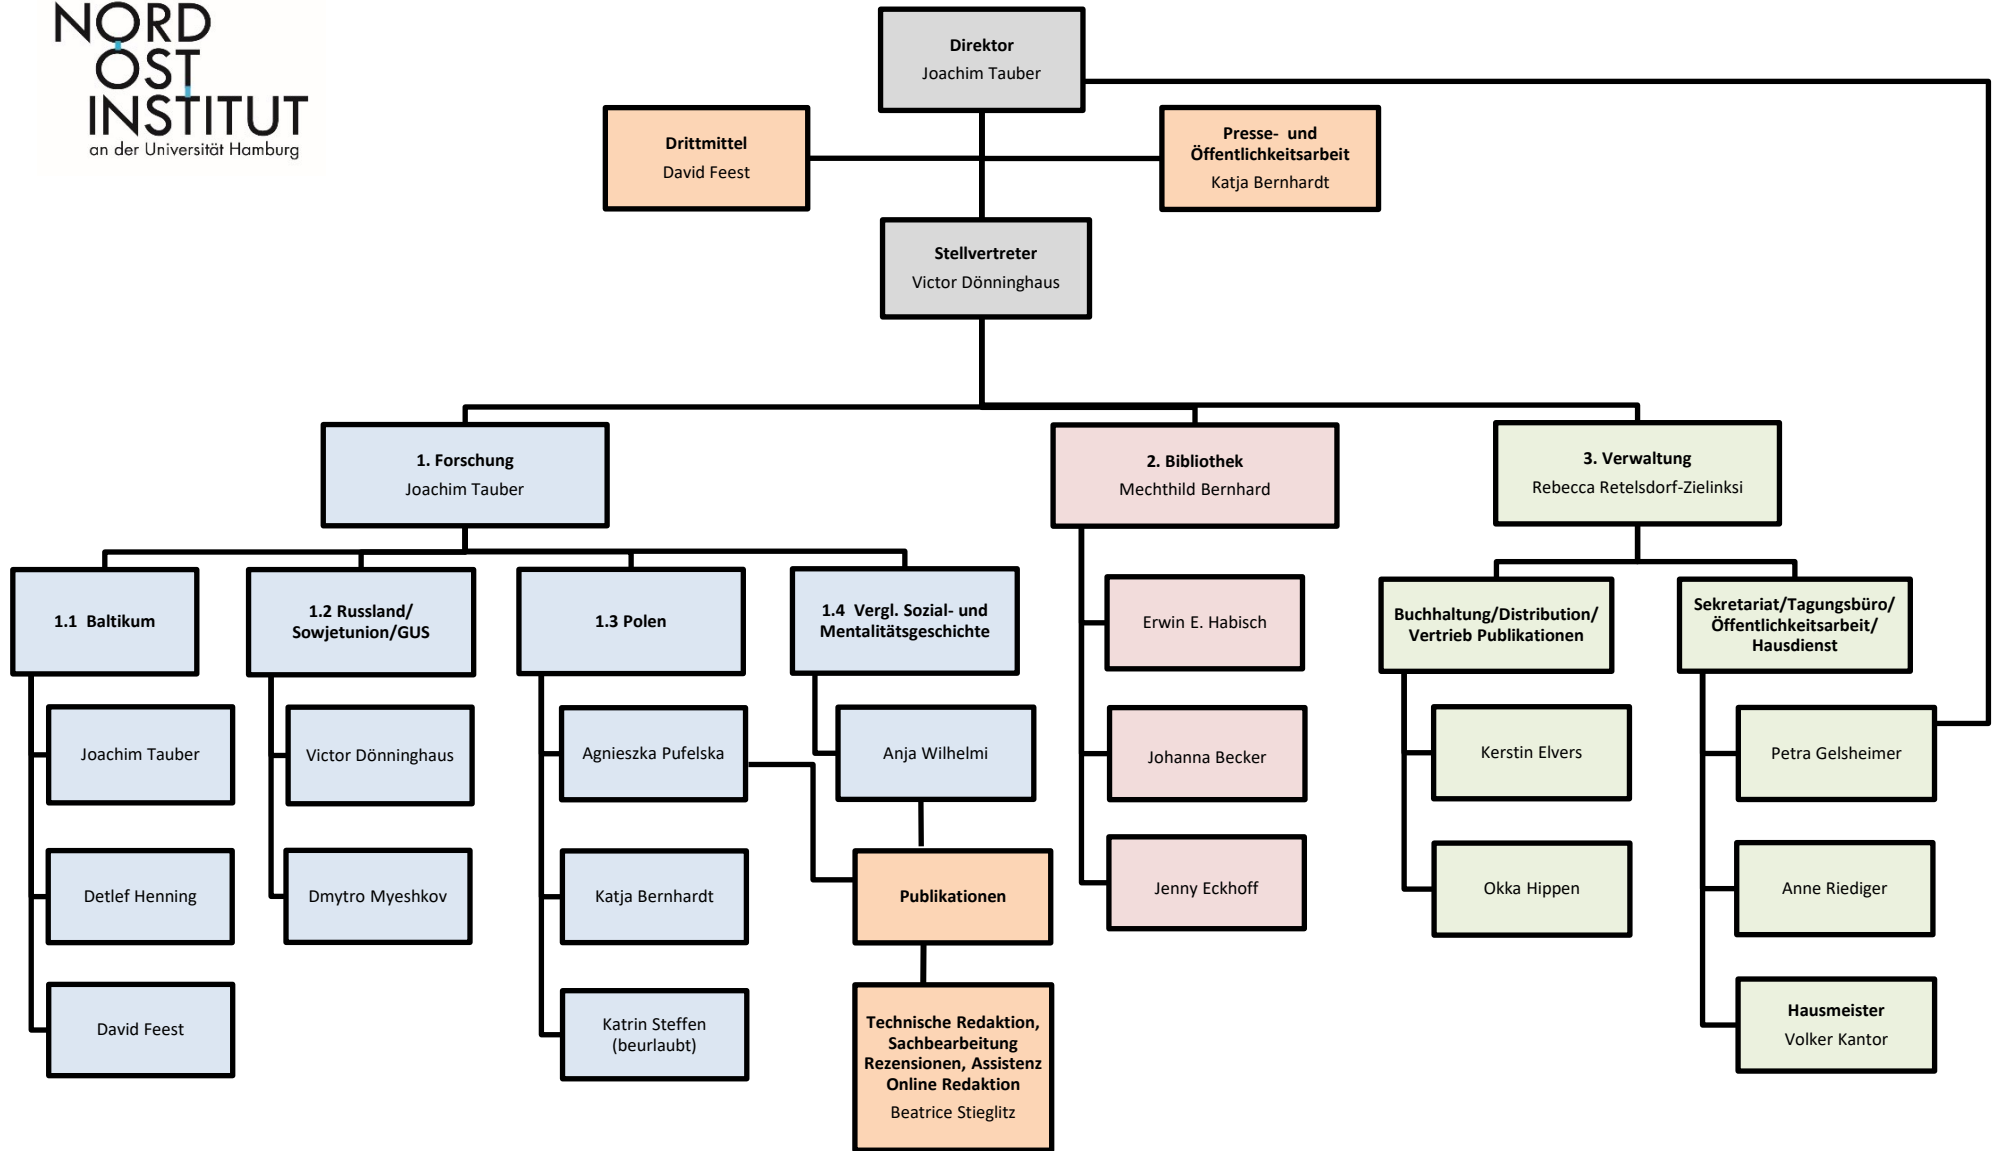 NORD
OST
INSTITUT
an der Universität Hamburg
Direktor
Joachim Tauber
Drittmittel
David Feest
Presse- und
Öffentlichkeitsarbeit
Katja Bernhardt
Stellvertreter
Victor Dönninghaus
1. Forschung
Joachim Tauber
2. Bibliothek
Mechthild Bernhard
3. Verwaltung
Rebecca Retelsdorf-Zielinksi
1.1 Baltikum
1.2 Russland/
Sowjetunion/GUS
1.3 Polen
1.4 Vergl. Sozial- und
Mentalitätsgeschichte
Joachim Tauber
Detlef Henning
David Feest
Victor Dönninghaus
Dmytro Myeshkov
Agnieszka Pufelska
Katja Bernhardt
Katrin Steffen
(beurlaubt)
Anja Wilhelmi
Publikationen
Technische Redaktion,
Sachbearbeitung
Rezensionen, Assistenz
Online Redaktion
Beatrice Stieglitz
Erwin E. Habisch
Johanna Becker
Jenny Eckhoff
Buchhaltung/Distribution/
Vertrieb Publikationen
Kerstin Elvers
Okka Hippen
Sekretariat/Tagungsbüro/
Öffentlichkeitsarbeit/
Hausdienst
Petra Gelsheimer
Anne Riediger
Hausmeister
Volker Kantor